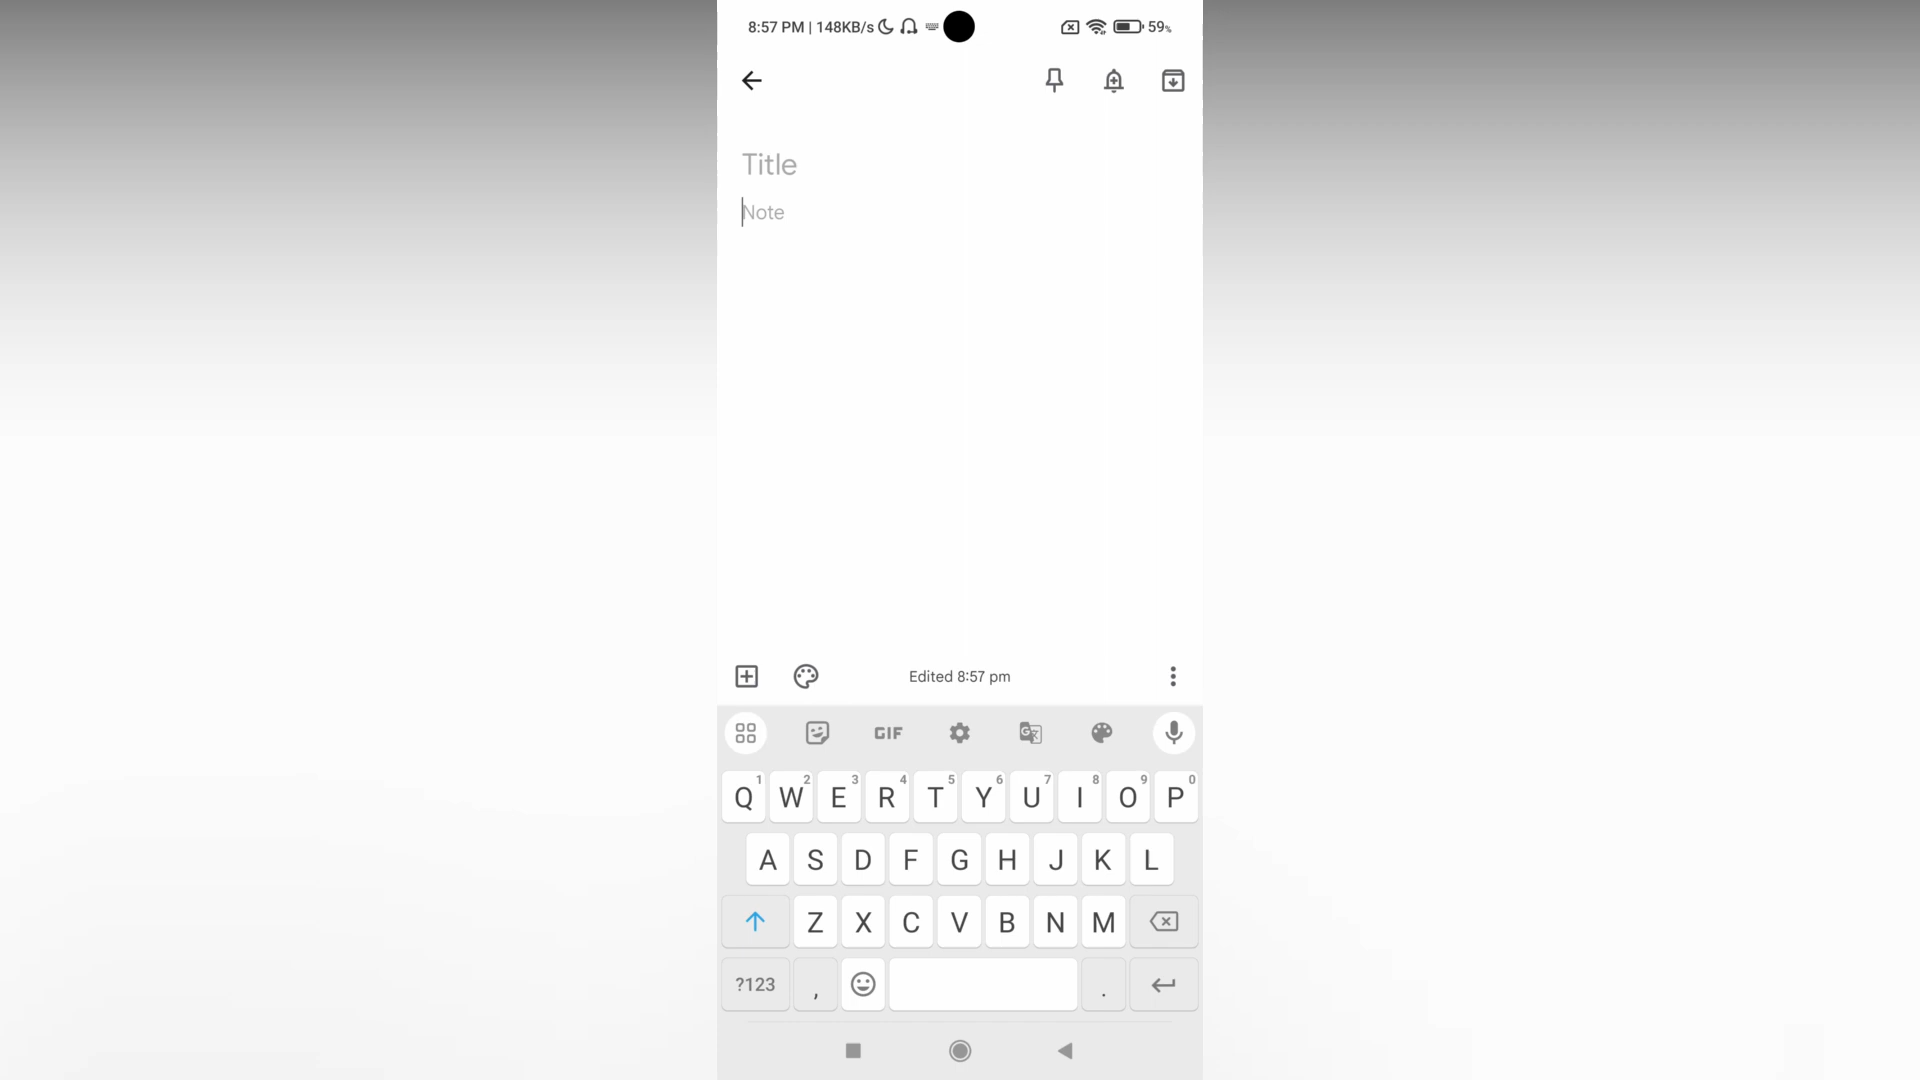 8:57 PM | 148KB/s 59%
Title
Note
Edited 8:57 pm
GIF G
1 2 3 4 5 6 7 8 9 0
Q W E R T Y U I O P
A S D F G H J K L
Z X C V B N M
?123 , .